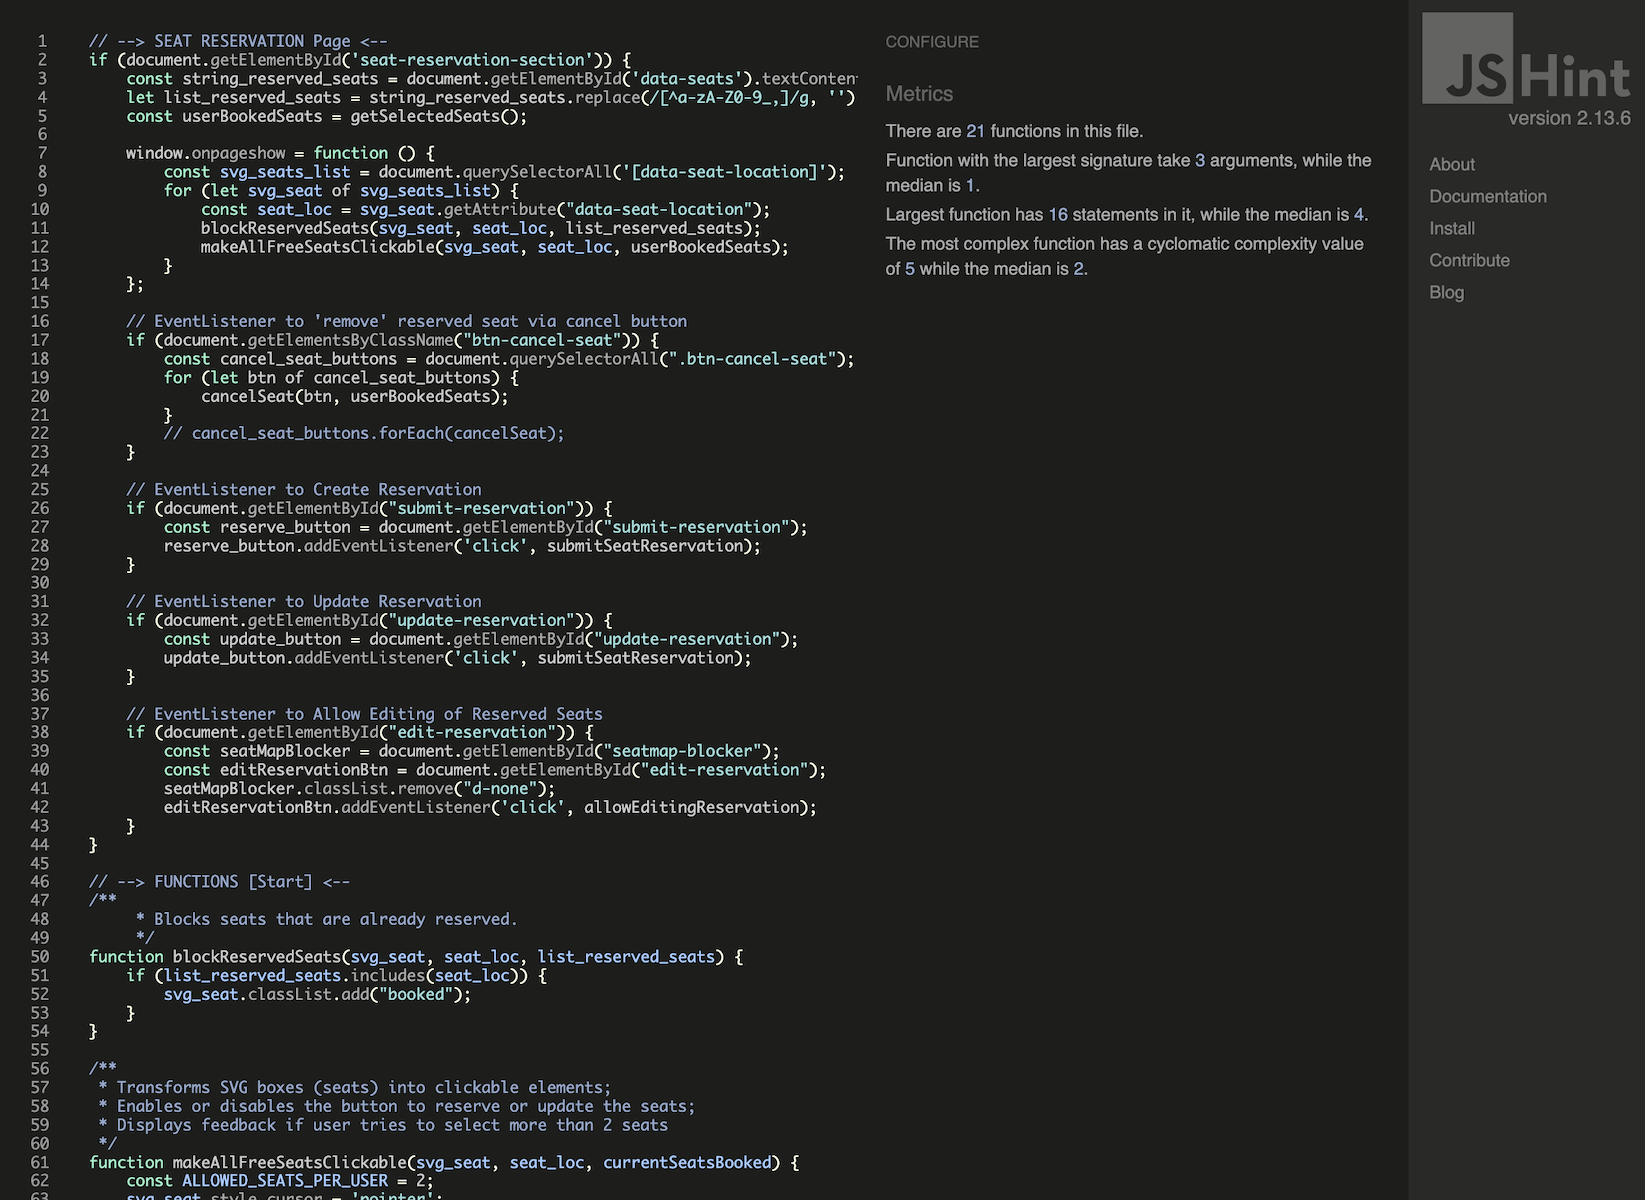 1 // --> SEAT RESERVATION Page <--
2 if (document.getElementById('seat-reservation-section')) {
3 const string_reserved_seats = document.getElementById('data-seats').textConten
4 let list_reserved_seats = string_reserved_seats.replace(/[^a-zA-Z0-9_,]/g, '')
5 const userBookedSeats = getSelectedSeats();
6
7 window.onpageshow = function () {
8 const svg_seats_list = document.querySelectorAll('[data-seat-location]');
9 for (let svg_seat of svg_seats_list) {
10 const seat_loc = svg_seat.getAttribute("data-seat-location");
11 blockReservedSeats(svg_seat, seat_loc, list_reserved_seats);
12 makeAllFreeSeatsClickable(svg_seat, seat_loc, userBookedSeats);
13 }
14 };
15
16 // EventListener to 'remove' reserved seat via cancel button
17 if (document.getElementsByClassName("btn-cancel-seat")) {
18 const cancel_seat_buttons = document.querySelectorAll(".btn-cancel-seat");
19 for (let btn of cancel_seat_buttons) {
20 cancelSeat(btn, userBookedSeats);
21 }
22 // cancel_seat_buttons.forEach(cancelSeat);
23 }
24
25 // EventListener to Create Reservation
26 if (document.getElementById("submit-reservation")) {
27 const reserve_button = document.getElementById("submit-reservation");
28 reserve_button.addEventListener('click', submitSeatReservation);
29 }
30
31 // EventListener to Update Reservation
32 if (document.getElementById("update-reservation")) {
33 const update_button = document.getElementById("update-reservation");
34 update_button.addEventListener('click', submitSeatReservation);
35 }
36
37 // EventListener to Allow Editing of Reserved Seats
38 if (document.getElementById("edit-reservation")) {
39 const seatMapBlocker = document.getElementById("seatmap-blocker");
40 const editReservationBtn = document.getElementById("edit-reservation");
41 seatMapBlocker.classList.remove("d-none");
42 editReservationBtn.addEventListener('click', allowEditingReservation);
43 }
44 }
45
46 // --> FUNCTIONS [Start] <--
47 /**
48 * Blocks seats that are already reserved.
49 */
50 function blockReservedSeats(svg_seat, seat_loc, list_reserved_seats) {
51 if (list_reserved_seats.includes(seat_loc)) {
52 svg_seat.classList.add("booked");
53 }
54 }
55
56 /**
57 * Transforms SVG boxes (seats) into clickable elements;
58 * Enables or disables the button to reserve or update the seats;
59 * Displays feedback if user tries to select more than 2 seats
60 */
61 function makeAllFreeSeatsClickable(svg_seat, seat_loc, currentSeatsBooked) {
62 const ALLOWED_SEATS_PER_USER = 2;
63 svg_seat.style.cursor = 'pointer';
CONFIGURE
Metrics
There are 21 functions in this file.
Function with the largest signature take 3 arguments, while the
median is 1.
Largest function has 16 statements in it, while the median is 4.
The most complex function has a cyclomatic complexity value
of 5 while the median is 2.
JSHint
version 2.13.6
About
Documentation
Install
Contribute
Blog